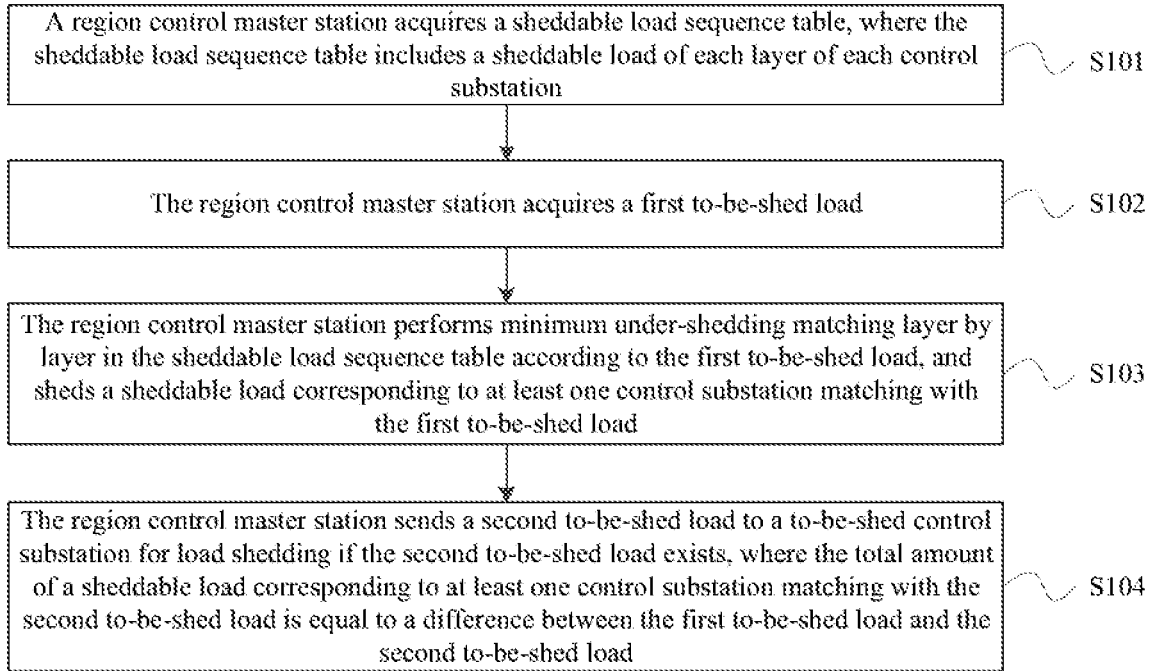 A region control master station acquires a sheddable load sequence table, where the
sheddable load sequence table includes a sheddable load of each layer of each control
substation
S101
The region control master station acquires a first to-be-shed load
S102
The region control master station performs minimum under-shedding matching layer by
layer in the sheddable load sequence table according to the first to-be-shed load, and
sheds a sheddable load corresponding to at least one control substation matching with
the first to-be-shed load
S103
The region control master station sends a second to-be-shed load to a to-be-shed control
substation for load shedding if the second to-be-shed load exists, where the total amount
of a sheddable load corresponding to at least one control substation matching with the
second to-be-shed load is equal to a difference between the first to-be-shed load and the
second to-be-shed load
S104